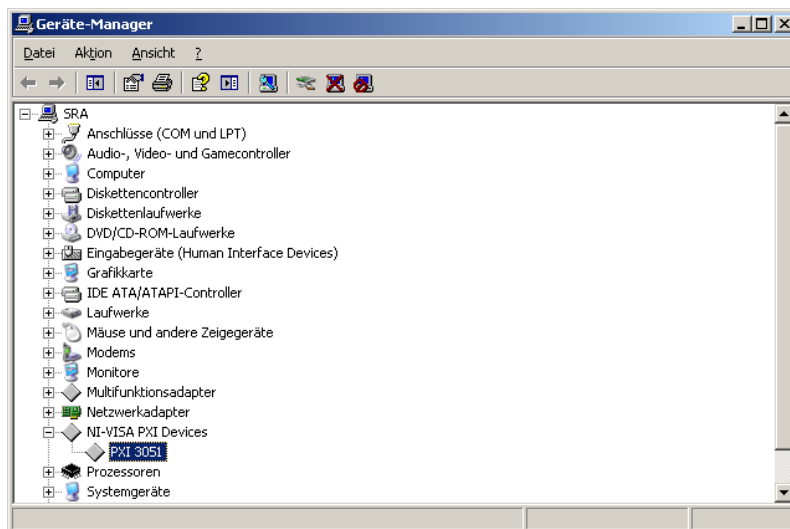 Geräte-Manager
Datei Aktion Ansicht ?
SRA
Anschlüsse (COM und LPT)
Audio-, Video- und Gamecontroller
Computer
Diskettencontroller
Diskettenlaufwerke
DVD/CD-ROM-Laufwerke
Eingabegeräte (Human Interface Devices)
Grafikkarte
IDE ATA/ATAPI-Controller
Laufwerke
Mäuse und andere Zeigegeräte
Modems
Monitore
Multifunktionsadapter
Netzwerkadapter
NI-VISA PXI Devices
PXI 3051
Prozessoren
Systemgeräte